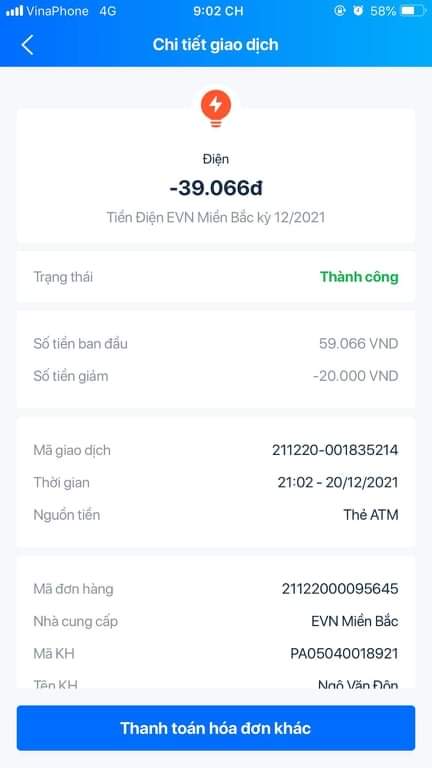 VinaPhone 4G 9:02 CH 58%
Chi tiết giao dịch
Điện
-39.066đ
Tiền Điện EVN Miền Bắc kỳ 12/2021
Trạng thái Thành công
Số tiền ban đầu 59.066 VND
Số tiền giảm -20.000 VND
Mã giao dịch 211220-001835214
Thời gian 21:02 - 20/12/2021
Nguồn tiền Thẻ ATM
Mã đơn hàng 21122000095645
Nhà cung cấp EVN Miền Bắc
Mã KH PA05040018921
Tên KH Ngô Văn Đôn
Thanh toán hóa đơn khác